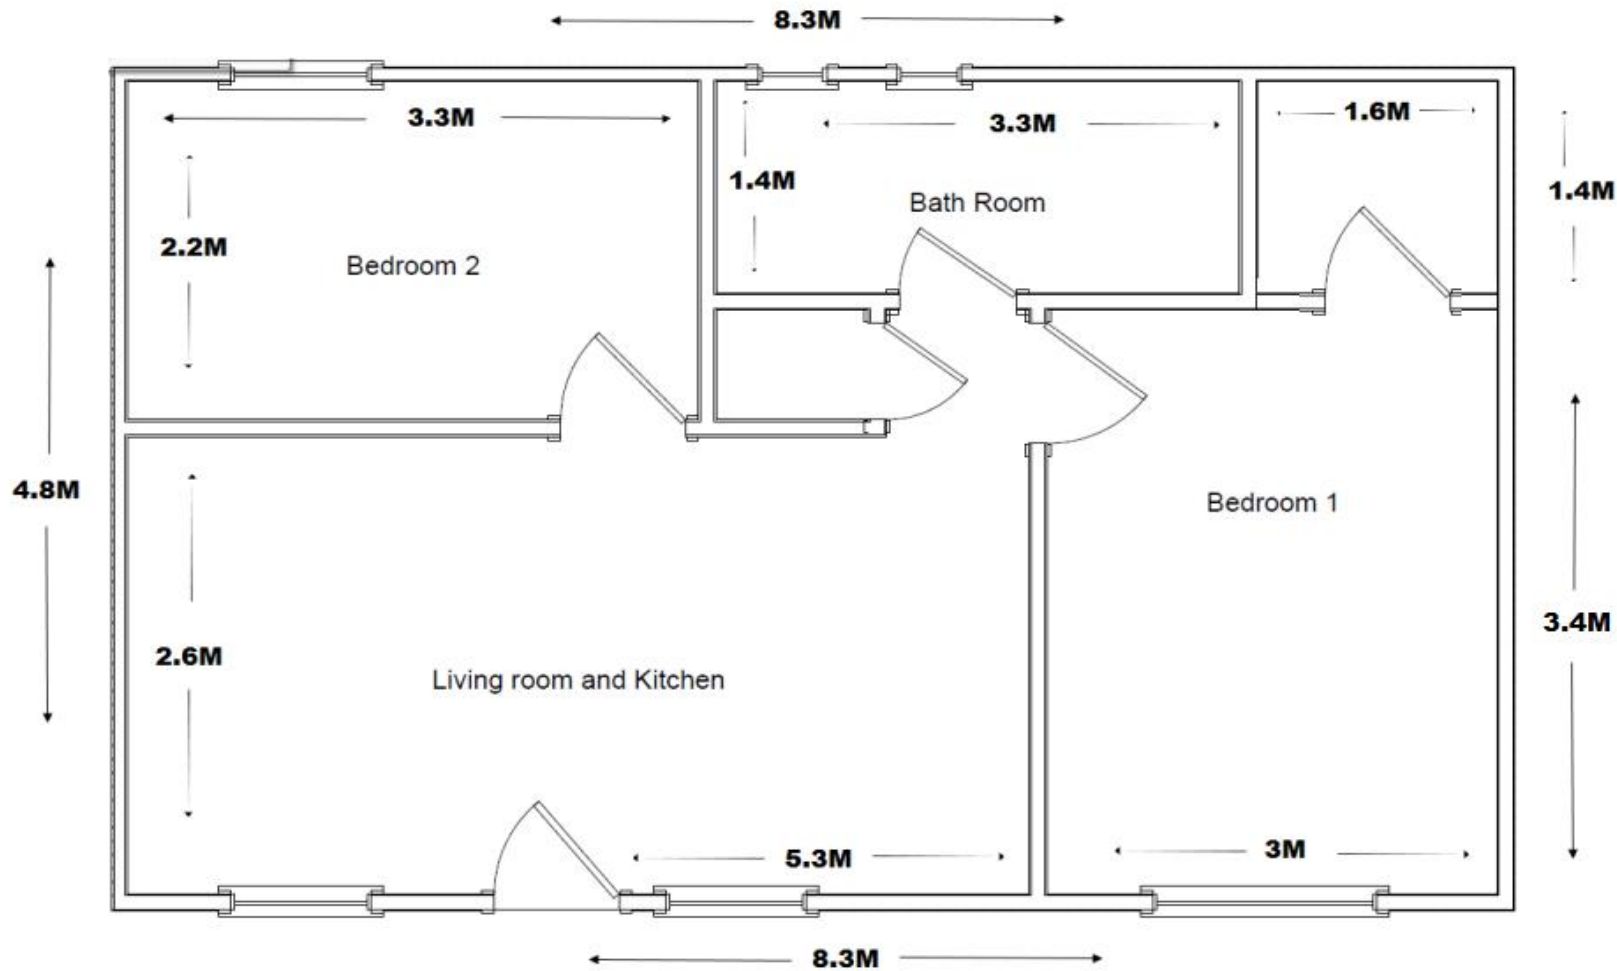 8.3M
3.3M
3.3M
1.6M
1.4M
1.4M
Bath Room
2.2M
Bedroom 2
4.8M
Bedroom 1
3.4M
2.6M
Living room and Kitchen
5.3M
3M
8.3M